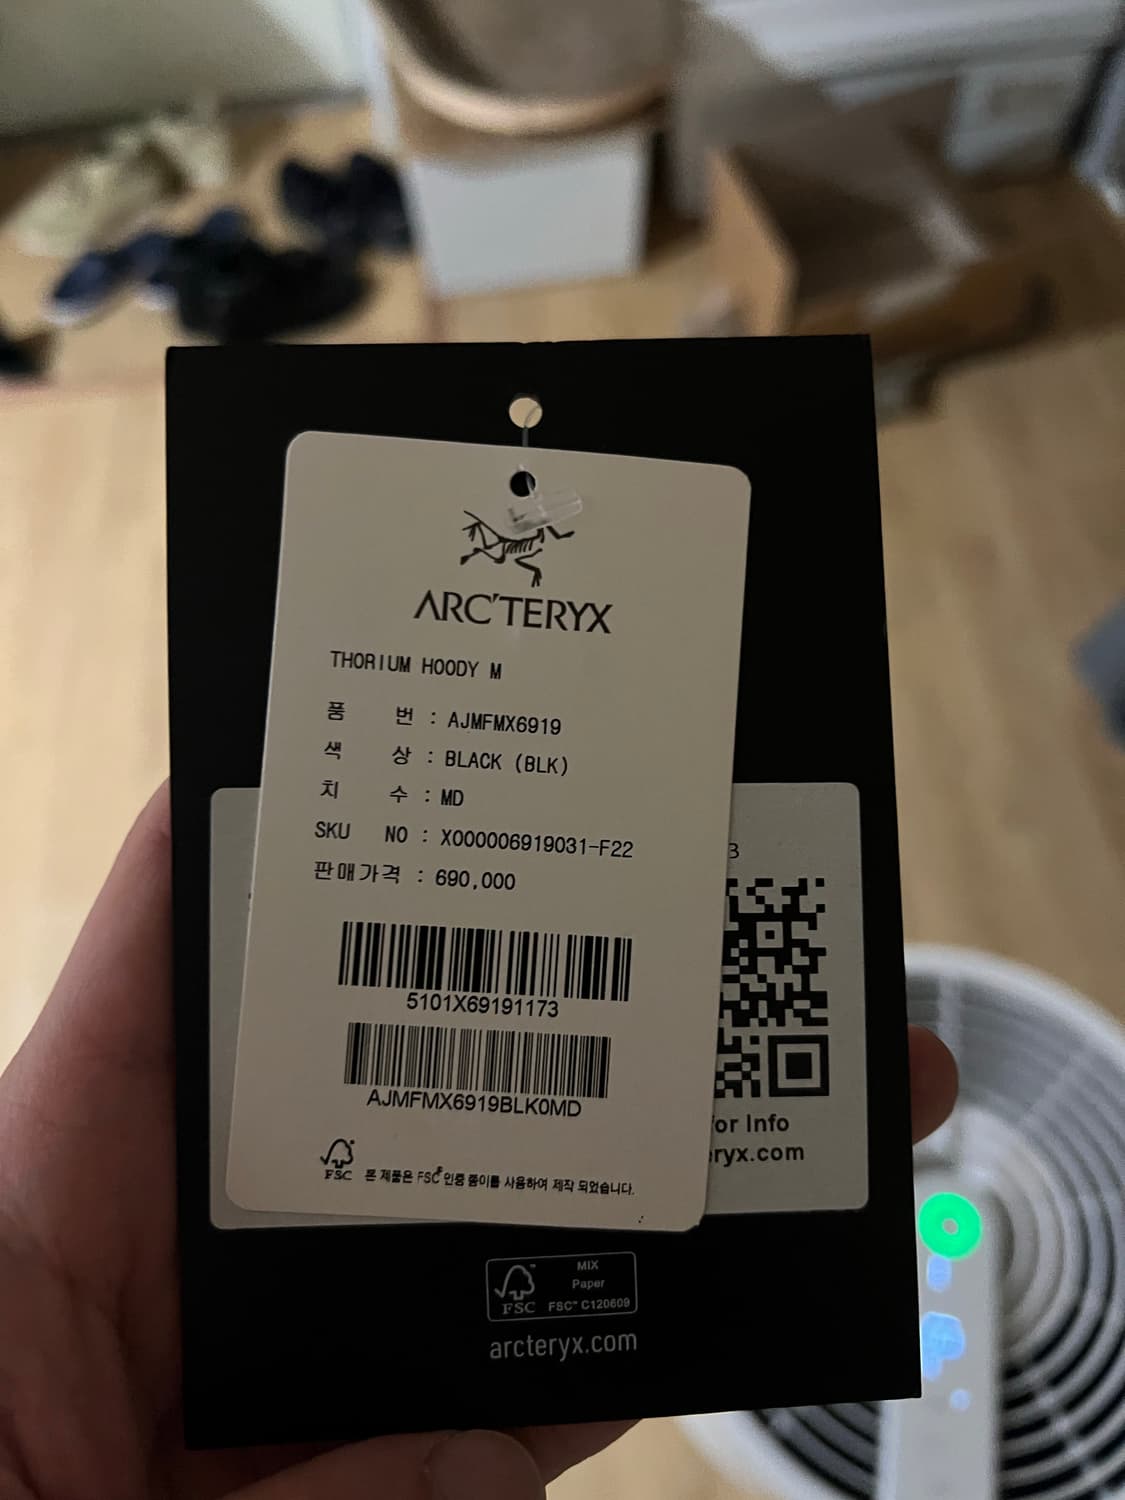 ARC'TERYX
THORIUM HOODY M
품 번 : AJMFMX6919
색 상 : BLACK (BLK)
치 수 : MD
SKU NO : X000006919031-F22
판매가격 : 690,000
5101X69191173
AJMFMX6919BLK0MD
FSC 본 제품은 FSC® 인증 종이를 사용하여 제작 되었습니다.
3
for Info
eryx.com
FSC™
MIX
Paper
FSC™ C120609
arcteryx.com